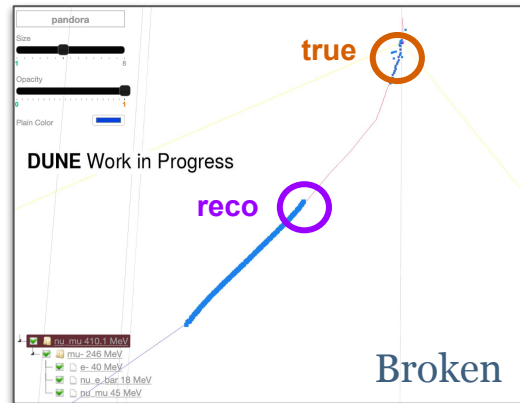 pandora
Size
1 8
Opacity
0 1
Plain Color
true
DUNE Work in Progress
reco
nu_mu 410.1 MeV
mu- 246 MeV
e- 40 MeV
nu_e_bar 18 MeV
nu_mu 45 MeV
Broken